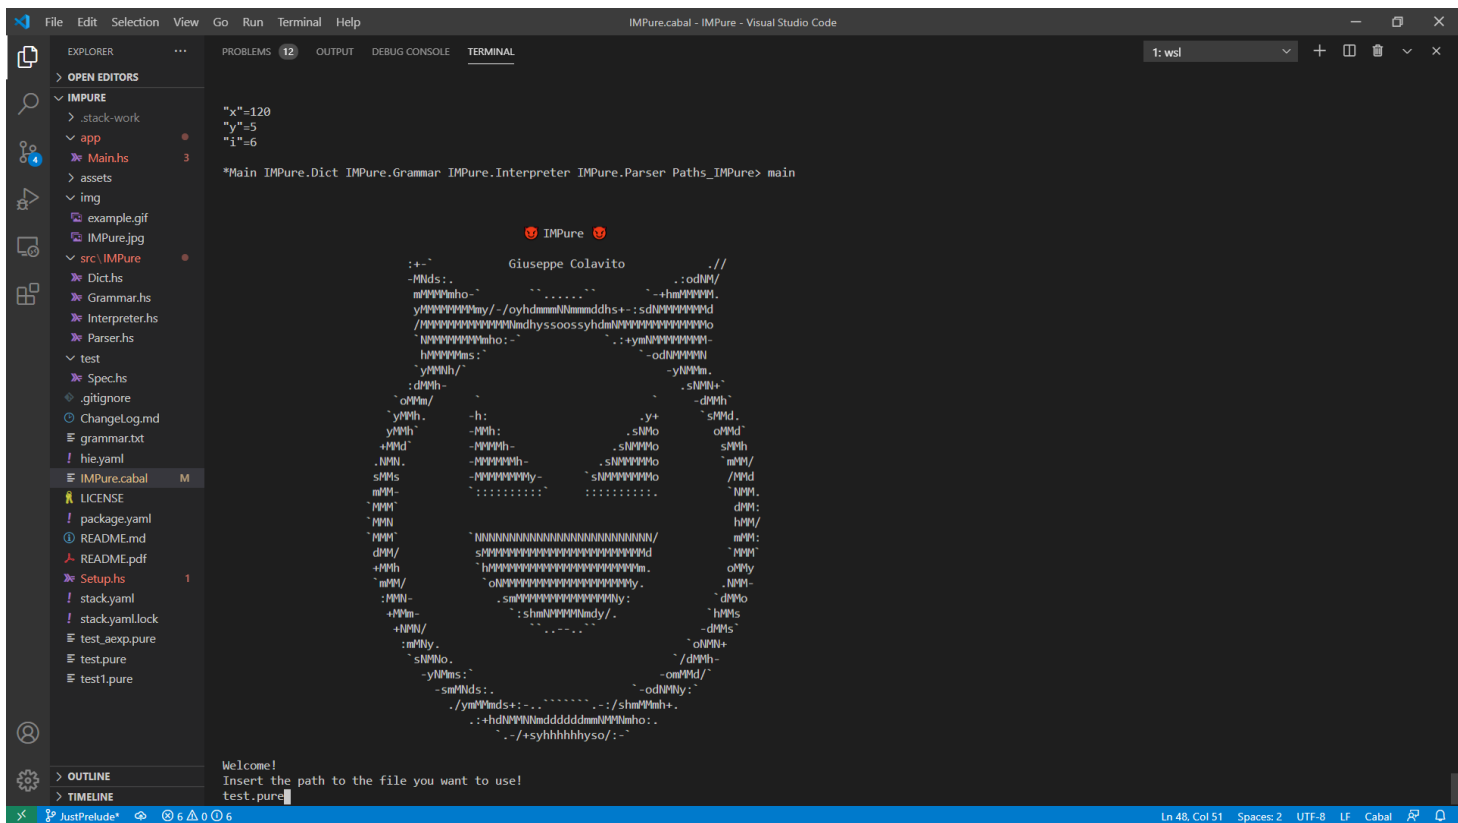 File Edit Selection View Go Run Terminal Help
IMPure.cabal - IMPure - Visual Studio Code
EXPLORER
OPEN EDITORS
IMPURE
.stack-work
app
Main.hs 3
assets
img
example.gif
IMPure.jpg
src\IMPure
Dict.hs
Grammar.hs
Interpreter.hs
Parser.hs
test
Spec.hs
.gitignore
ChangeLog.md
grammar.txt
hie.yaml
IMPure.cabal M
LICENSE
package.yaml
README.md
README.pdf
Setup.hs 1
stack.yaml
stack.yaml.lock
test_aexp.pure
test.pure
test1.pure
OUTLINE
TIMELINE
4
PROBLEMS 12 OUTPUT DEBUG CONSOLE TERMINAL
1: wsl
"x"=120
"y"=5
"i"=6
*Main IMPure.Dict IMPure.Grammar IMPure.Interpreter IMPure.Parser Paths_IMPure> main
IMPure
Giuseppe Colavito
Welcome!
Insert the path to the file you want to use!
test.pure
JustPrelude* 6 0 6
Ln 48, Col 51 Spaces: 2 UTF-8 LF Cabal